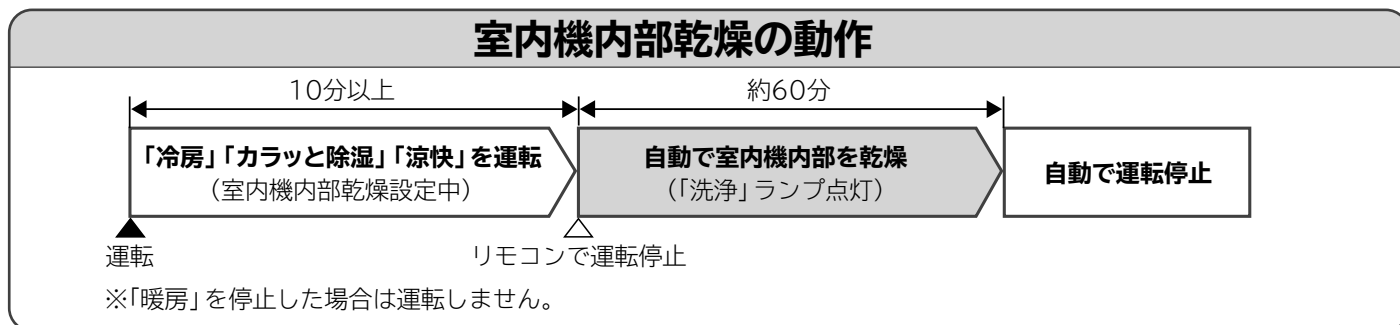 室内機内部乾燥の動作
10分以上
約60分
「冷房」「カラッと除湿」「涼快」を運転
（室内機内部乾燥設定中）
自動で室内機内部を乾燥
（「洗浄」ランプ点灯）
自動で運転停止
運転
リモコンで運転停止
※「暖房」を停止した場合は運転しません。